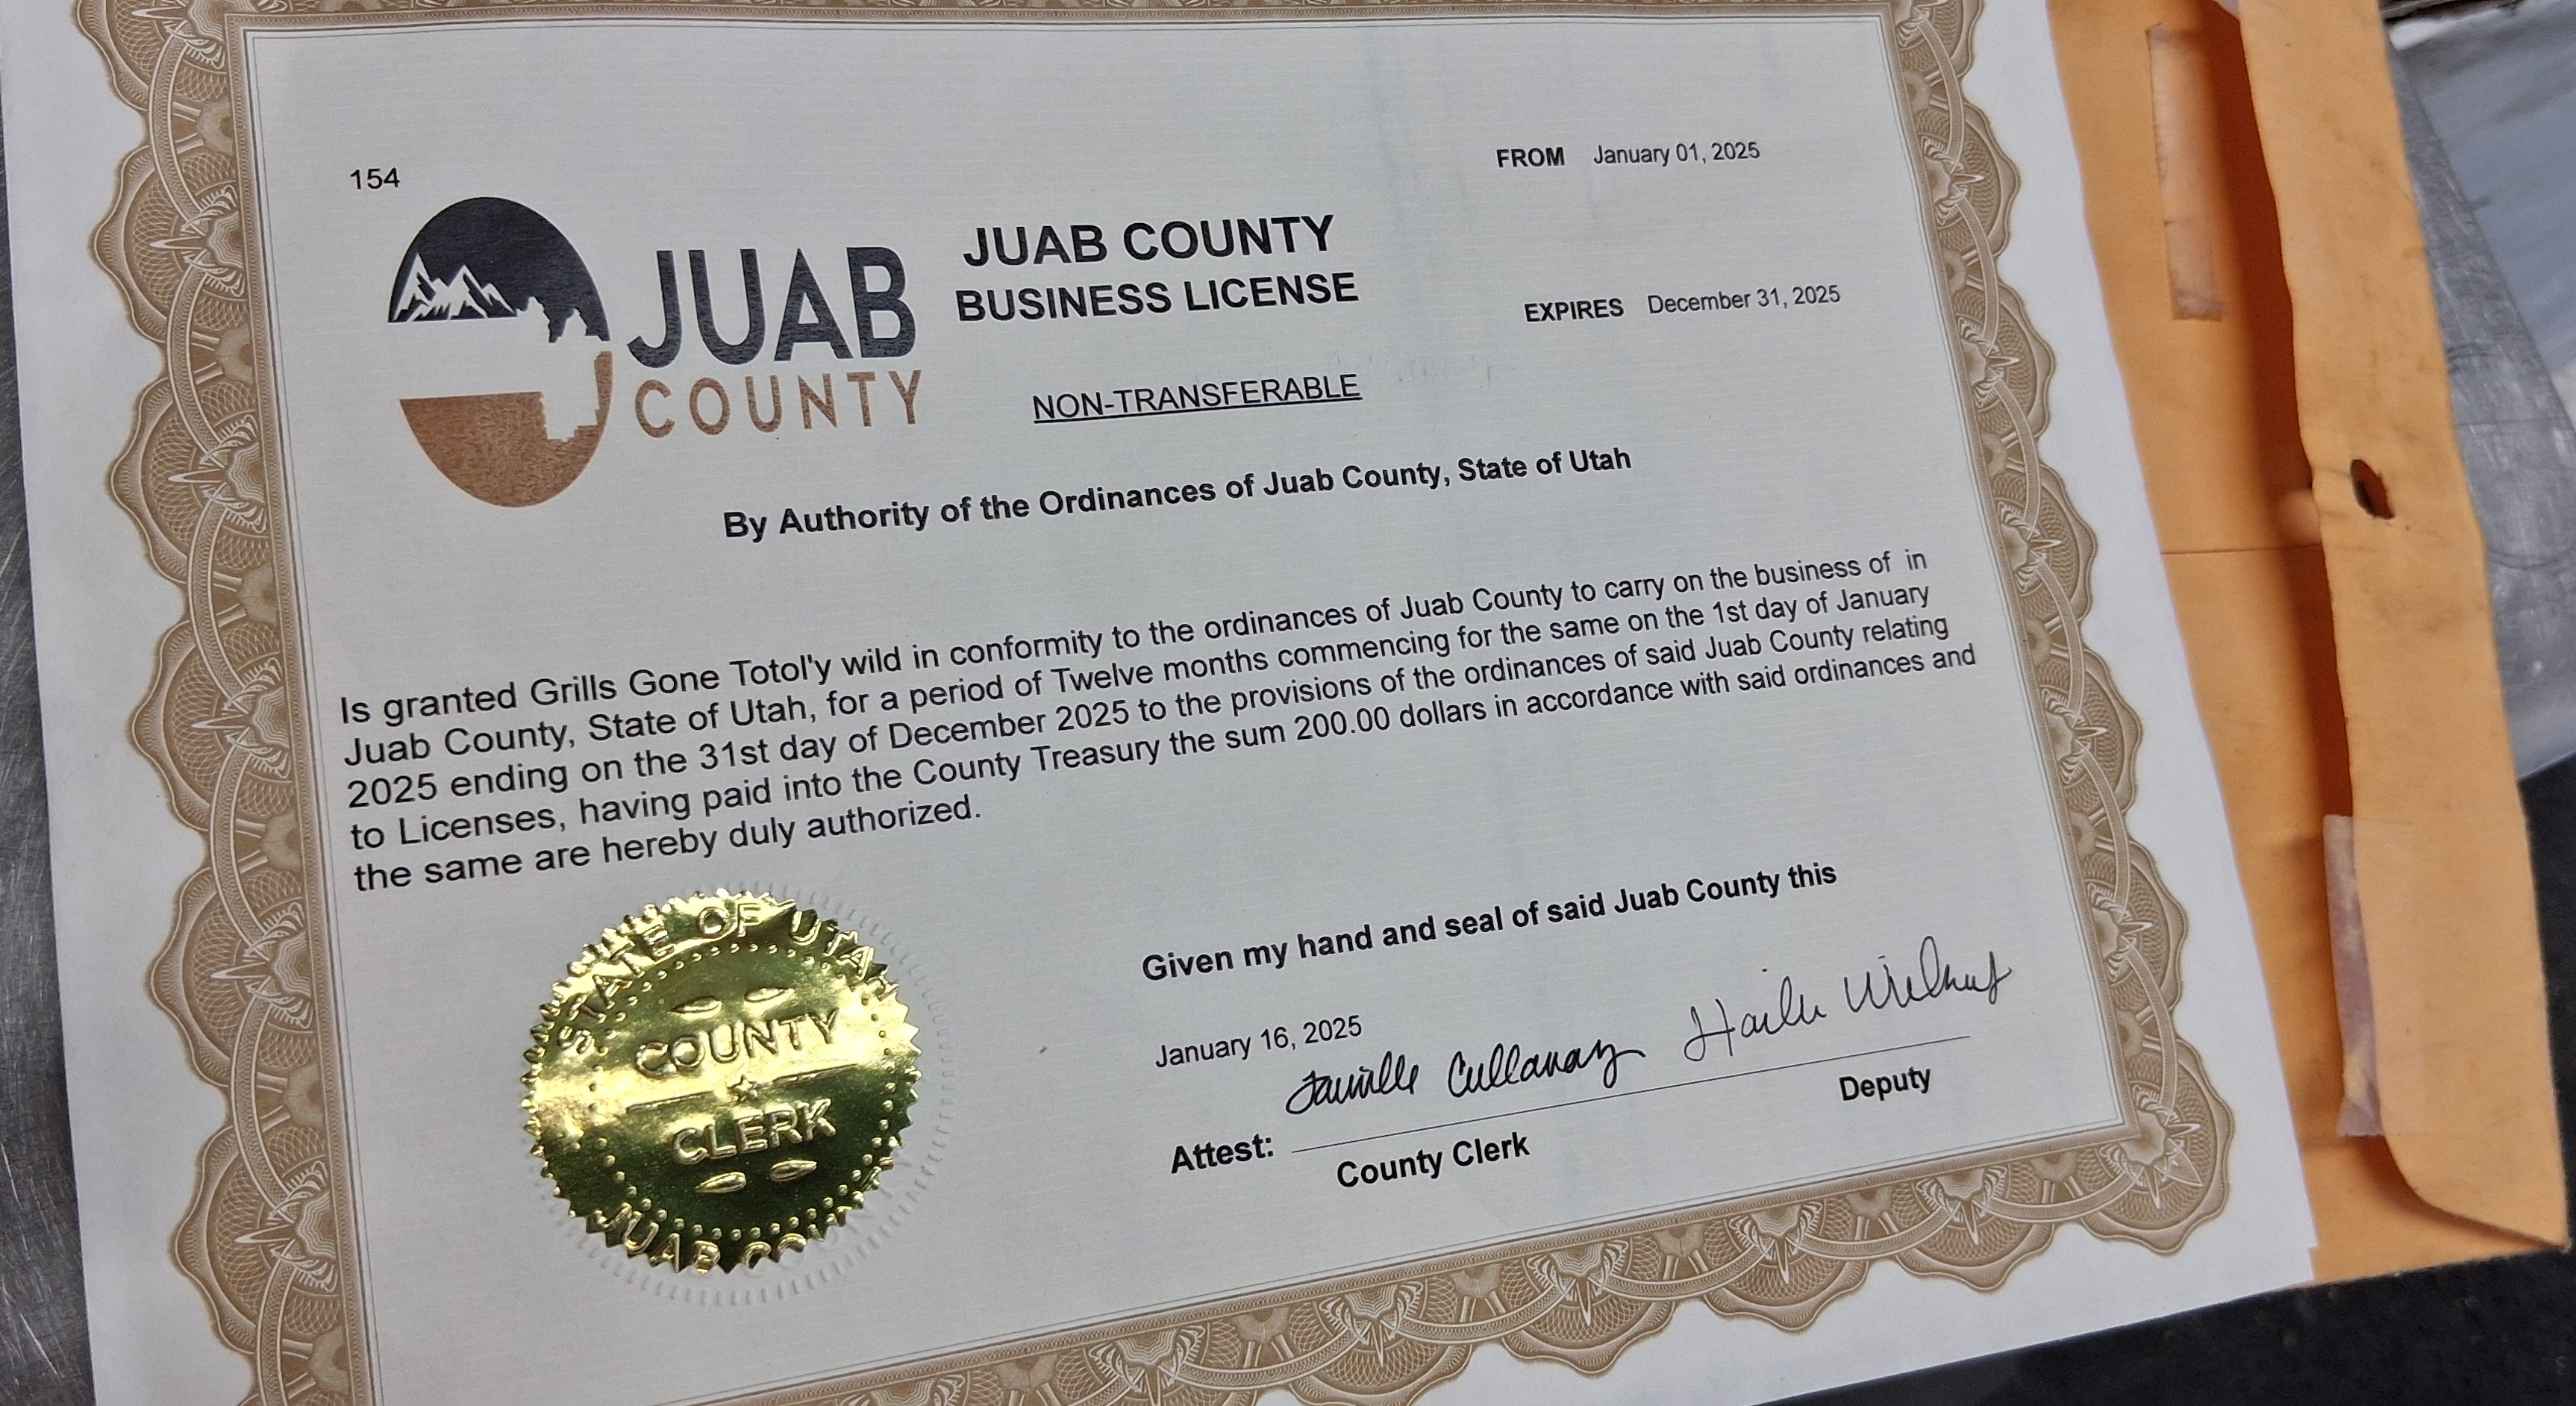 154
FROM January 01, 2025
JUAB
COUNTY
JUAB COUNTY
BUSINESS LICENSE
EXPIRES December 31, 2025
NON-TRANSFERABLE
By Authority of the Ordinances of Juab County, State of Utah
Is granted Grills Gone Totol'y wild in conformity to the ordinances of Juab County to carry on the business of in
Juab County, State of Utah, for a period of Twelve months commencing for the same on the 1st day of January
2025 ending on the 31st day of December 2025 to the provisions of the ordinances of said Juab County relating
to Licenses, having paid into the County Treasury the sum 200.00 dollars in accordance with said ordinances and
the same are hereby duly authorized.
STATE OF UTAH
COUNTY
CLERK
JUAB
Given my hand and seal of said Juab County this
January 16, 2025
Attest:
County Clerk
Deputy